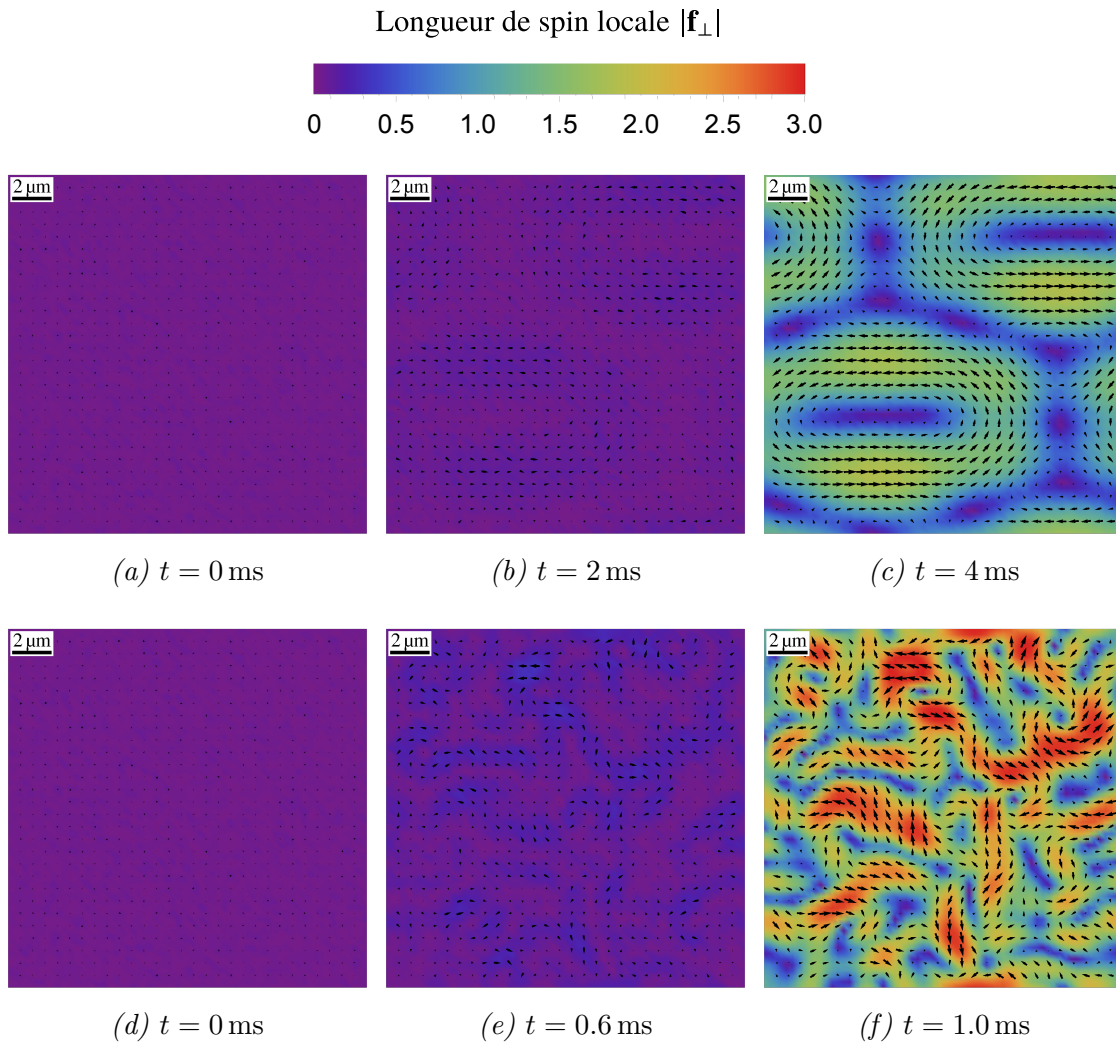 Longueur de spin locale |f⊥|
0 0.5 1.0 1.5 2.0 2.5 3.0
2 µm 2 µm 2 µm
(a) t = 0 ms (b) t = 2 ms (c) t = 4 ms
2 µm 2 µm 2 µm
(d) t = 0 ms (e) t = 0.6 ms (f) t = 1.0 ms